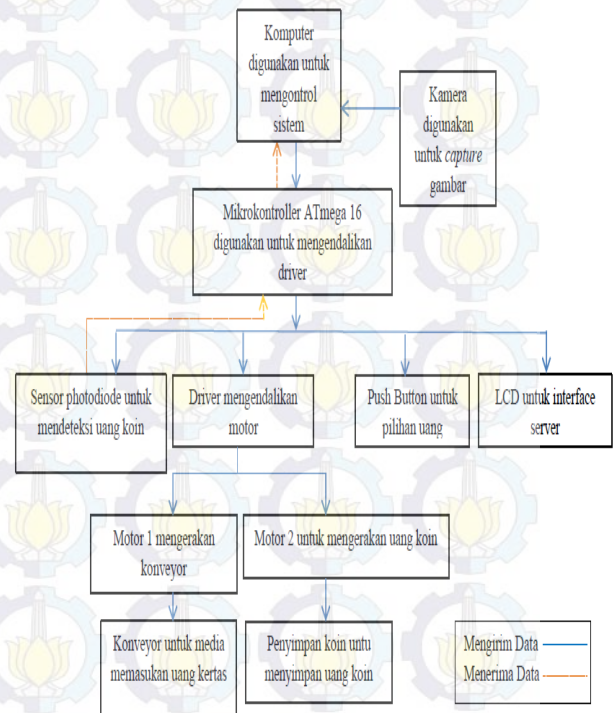 Komputer
digunakan untuk
mengontrol
sistem
Kamera
digunakan
untuk capture
gambar
Mikrokontroller ATmega 16
digunakan untuk mengendalikan
driver
Sensor photodiode untuk
mendeteksi uang koin
Driver mengendalikan
motor
Push Button untuk
pilihan uang
LCD untuk interface
server
Motor 1 mengerakan
konveyor
Motor 2 untuk mengerakan uang koin
Konveyor untuk media
memasukan uang kertas
Penyimpan koin untu
menyimpan uang koin
Mengirim Data
Menerima Data